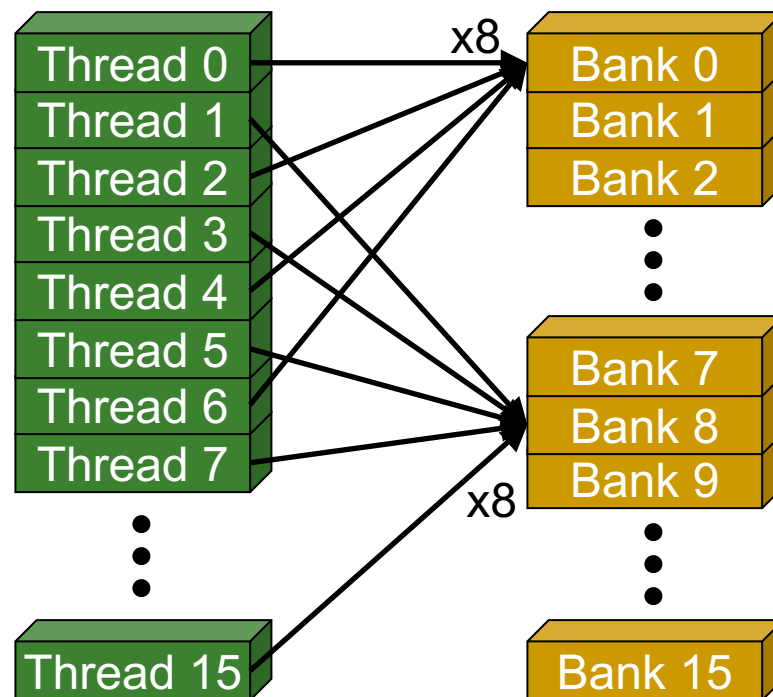 x8
Thread 0
Thread 1
Thread 2
Thread 3
Thread 4
Thread 5
Thread 6
Thread 7
Thread 15
Bank 0
Bank 1
Bank 2
Bank 7
Bank 8
Bank 9
x8
Bank 15